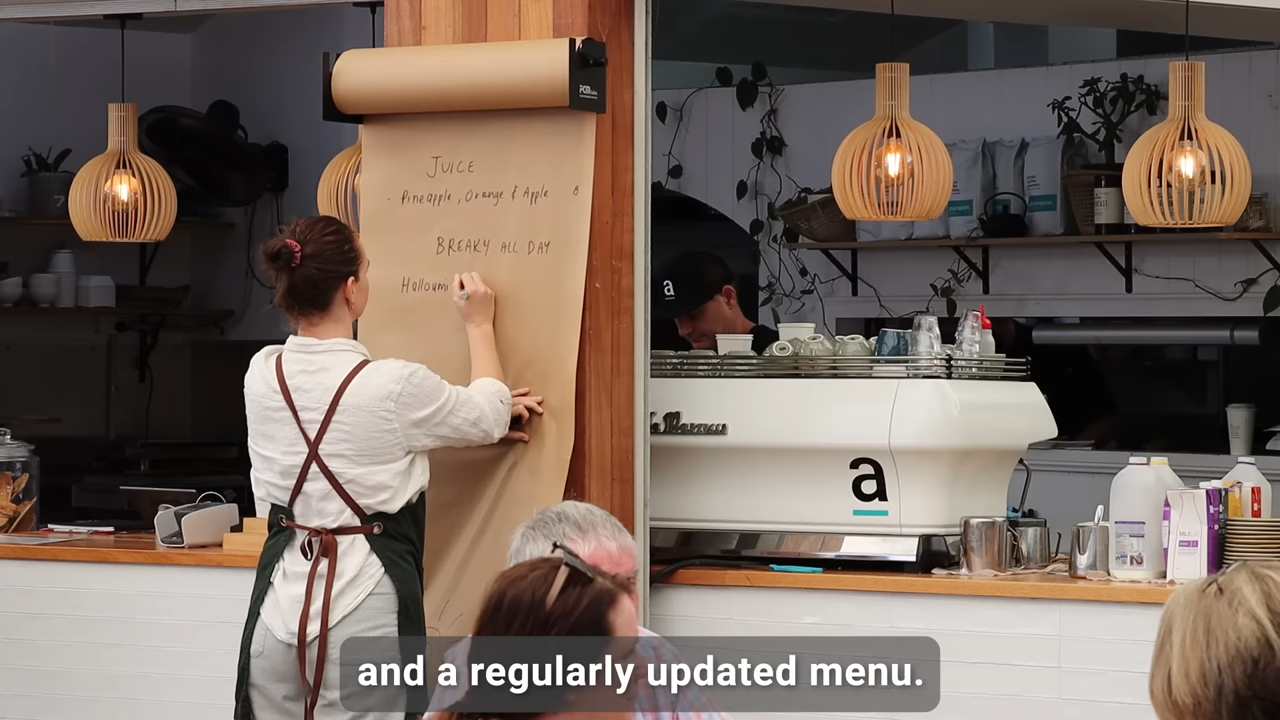 JUICE
- Pineapple, Orange & Apple 8
BREAKY ALL DAY
Halloumi
a
a
and a regularly updated menu.